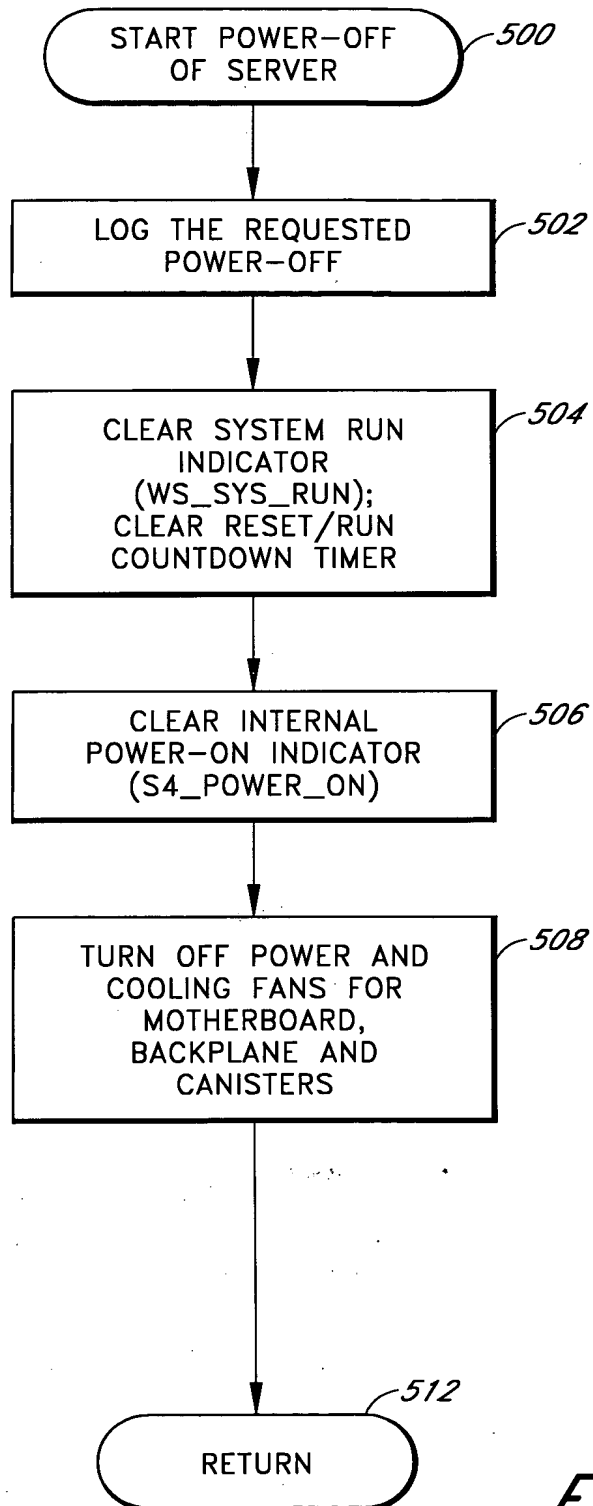 START POWER-OFF
OF SERVER
500
LOG THE REQUESTED
POWER-OFF
502
CLEAR SYSTEM RUN
INDICATOR
(WS_SYS_RUN);
CLEAR RESET/RUN
COUNTDOWN TIMER
504
CLEAR INTERNAL
POWER-ON INDICATOR
(S4_POWER_ON)
506
TURN OFF POWER AND
COOLING FANS FOR
MOTHERBOARD,
BACKPLANE AND
CANISTERS
508
RETURN
512